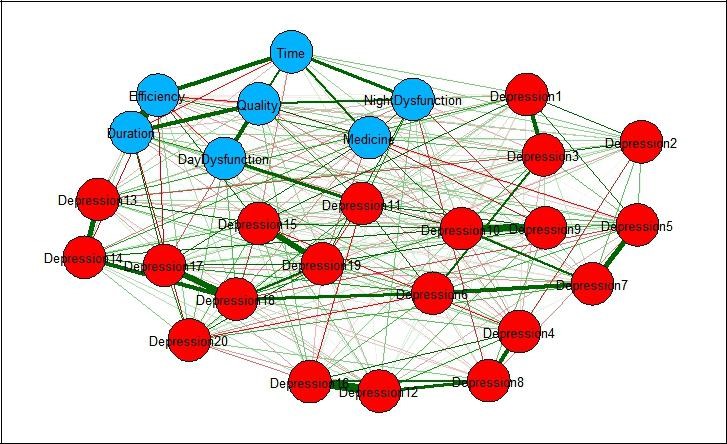 Time
Efficiency
Quality
NightDysfunction
Depression1
Duration
Medicine
Depression2
DayDysfunction
Depression3
Depression13
Depression11
Depression15
Depression10
Depression9
Depression5
Depression14
Depression17
Depression19
Depression18
Depression6
Depression7
Depression20
Depression4
Depression16
Depression12
Depression8